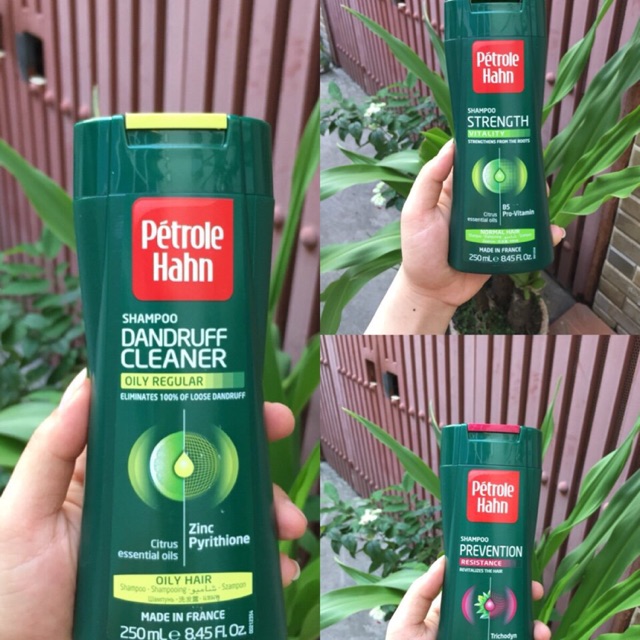 Pétrole
Hahn
SHAMPOO
DANDRUFF
CLEANER
OILY REGULAR
ELIMINATES 100% OF LOOSE DANDRUFF
Citrus
essential oils
Zinc
Pyrithione
OILY HAIR
MADE IN FRANCE
250 mL e 8.45 FL.OZ.
Pétrole
Hahn
SHAMPOO
STRENGTH
VITALITY
STRENGTHENS FROM THE ROOTS
Citrus
essential oils
B5
Pro-Vitamin
NORMAL HAIR
MADE IN FRANCE
250 mL e 8.45 FL.OZ.
Pétrole
Hahn
SHAMPOO
PREVENTION
RESISTANCE
REVITALIZES THE HAIR